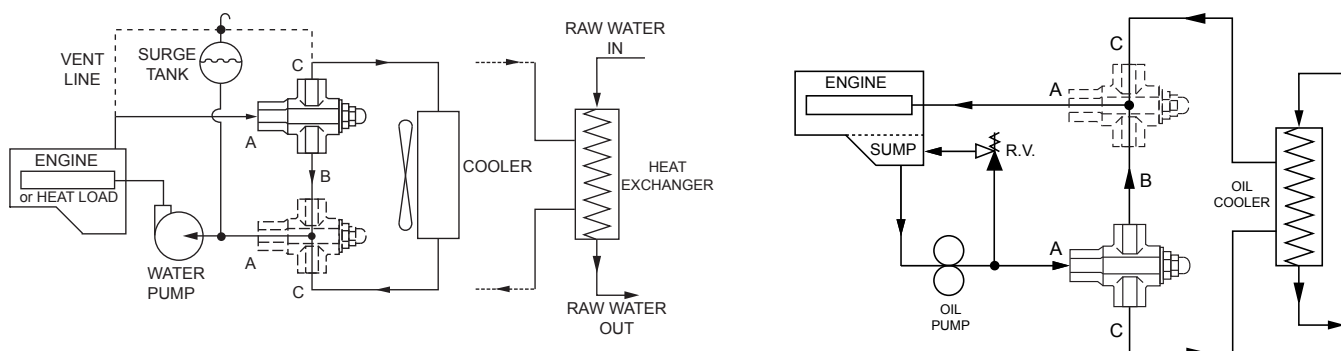 RAW WATER
IN
VENT
LINE
SURGE
TANK
C
A
ENGINE
or HEAT LOAD
B
COOLER
HEAT
EXCHANGER
A
WATER
PUMP
C
RAW WATER
OUT
C
ENGINE
A
SUMP
R.V.
B
OIL
COOLER
A
OIL
PUMP
C